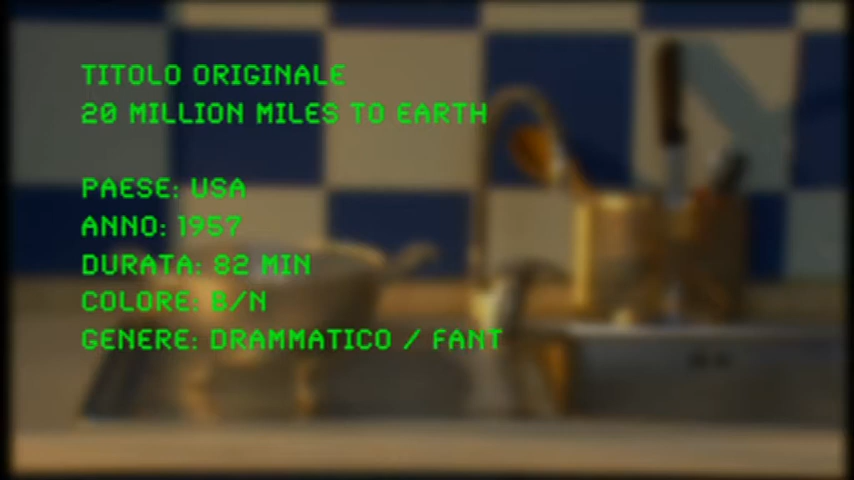 TITOLO ORIGINALE
20 MILLION MILES TO EARTH
PAESE: USA
ANNO: 1957
DURATA: 82 MIN
COLORE: B/N
GENERE: DRAMMATICO / FANT